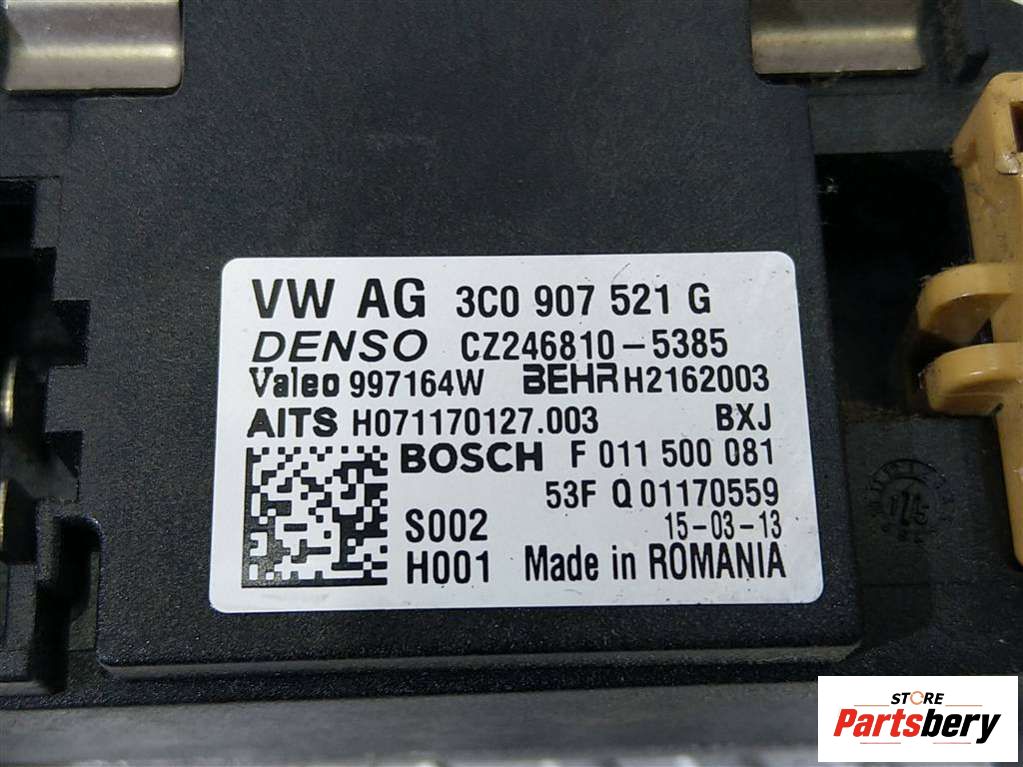 VW AG 3C0 907 521 G
DENSO CZ246810-5385
Valeo 997164W BEHR H2162003
AITS H071170127.003 BXJ
BOSCH F 011 500 081
53F Q 01170559
S002 15-03-13
H001 Made in ROMANIA
STORE
Partsbery